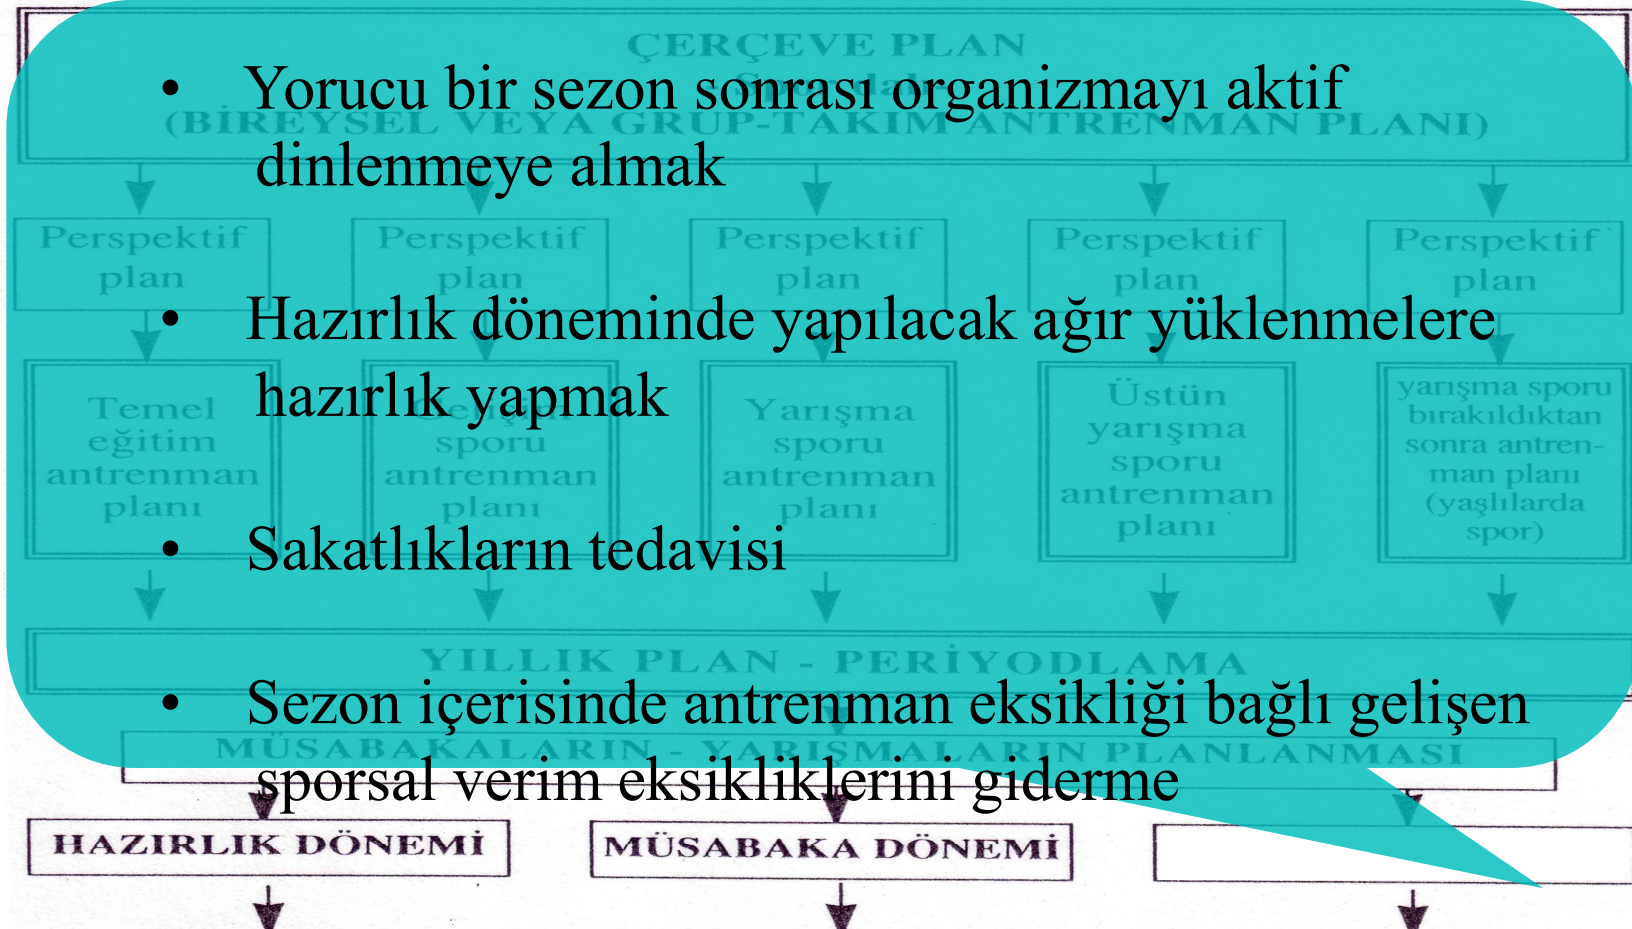 ÇERÇEVE PLAN
• Yorucu bir sezon sonrası organizmayı aktif
dinlenmeye almak
(BİREYSEL VEYA GRUP-TAKIM ANTRENMAN PLANI)
Perspektif
plan
Perspektif
plan
Perspektif
plan
Perspektif
plan
Perspektif
plan
• Hazırlık döneminde yapılacak ağır yüklenmelere
hazırlık yapmak
Temel
eğitim
antrenman
planı
sporu
antrenman
planı
Yarışma
sporu
antrenman
planı
Üstün
yarışma
sporu
antrenman
planı
yarışma sporu
bırakıldıktan
sonra antren-
man planı
(yaşlılarda
spor)
• Sakatlıkların tedavisi
YILLIK PLAN - PERİYODLAMA
• Sezon içerisinde antrenman eksikliği bağlı gelişen
sporsal verim eksikliklerini giderme
MÜSABAKALARIN - YARIŞMALARIN PLANLANMASI
HAZIRLIK DÖNEMİ
MÜSABAKA DÖNEMİ